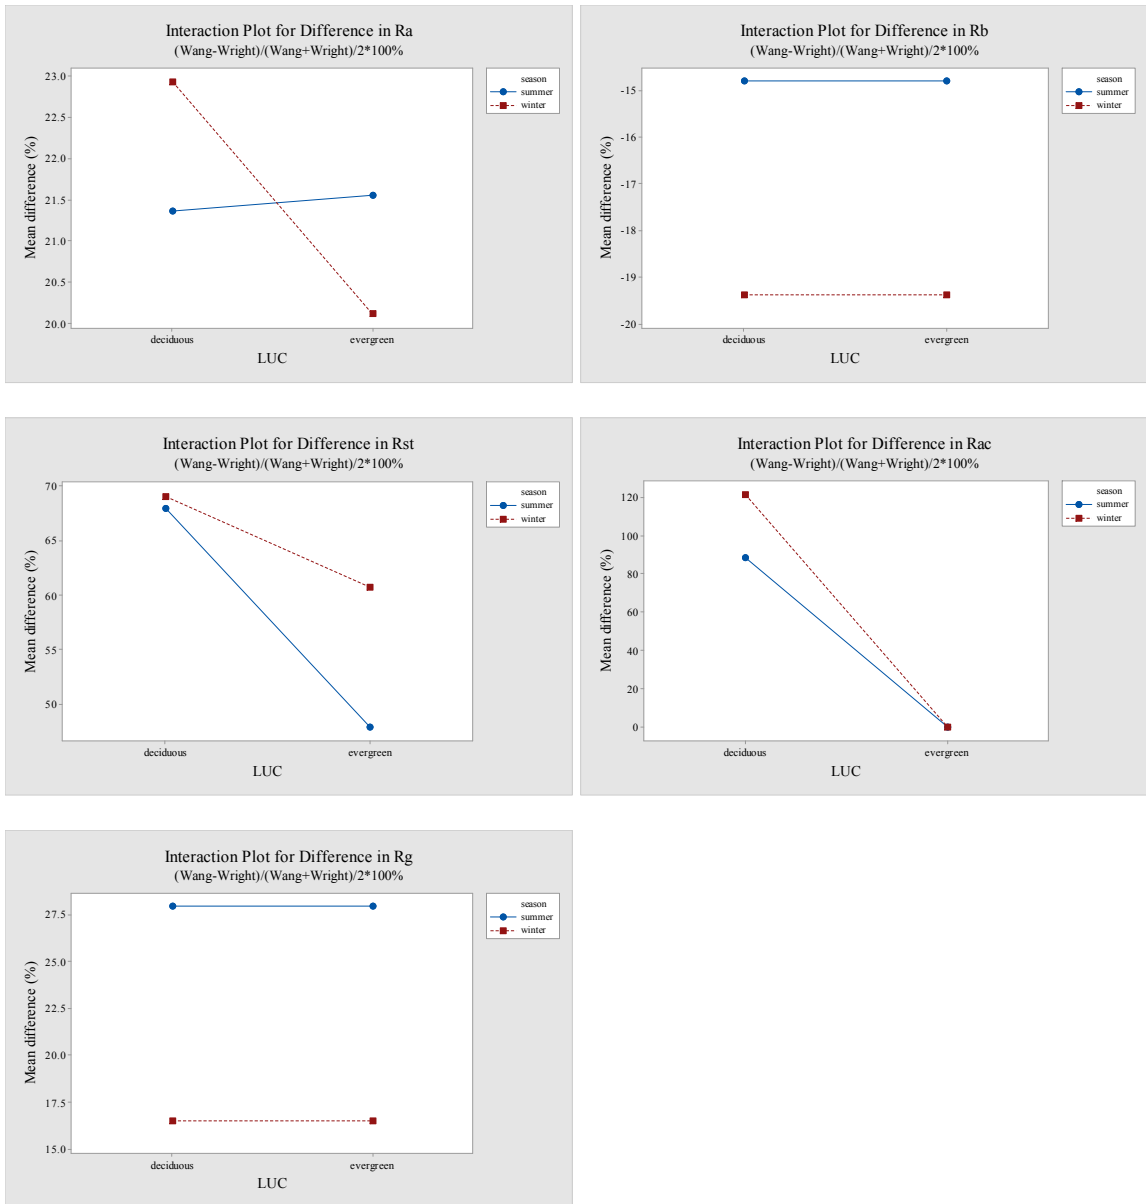 Interaction Plot for Difference in Ra
(Wang-Wright)/(Wang+Wright)/2*100%
23.0
22.5
22.0
21.5
21.0
20.5
20.0
Mean difference (%)
deciduous evergreen
LUC
season
summer
winter
Interaction Plot for Difference in Rb
(Wang-Wright)/(Wang+Wright)/2*100%
-15
-16
-17
-18
-19
-20
Mean difference (%)
deciduous evergreen
LUC
season
summer
winter
Interaction Plot for Difference in Rst
(Wang-Wright)/(Wang+Wright)/2*100%
70
65
60
55
50
Mean difference (%)
deciduous evergreen
LUC
season
summer
winter
Interaction Plot for Difference in Rac
(Wang-Wright)/(Wang+Wright)/2*100%
120
100
80
60
40
20
0
Mean difference (%)
deciduous evergreen
LUC
season
summer
winter
Interaction Plot for Difference in Rg
(Wang-Wright)/(Wang+Wright)/2*100%
27.5
25.0
22.5
20.0
17.5
15.0
Mean difference (%)
deciduous evergreen
LUC
season
summer
winter